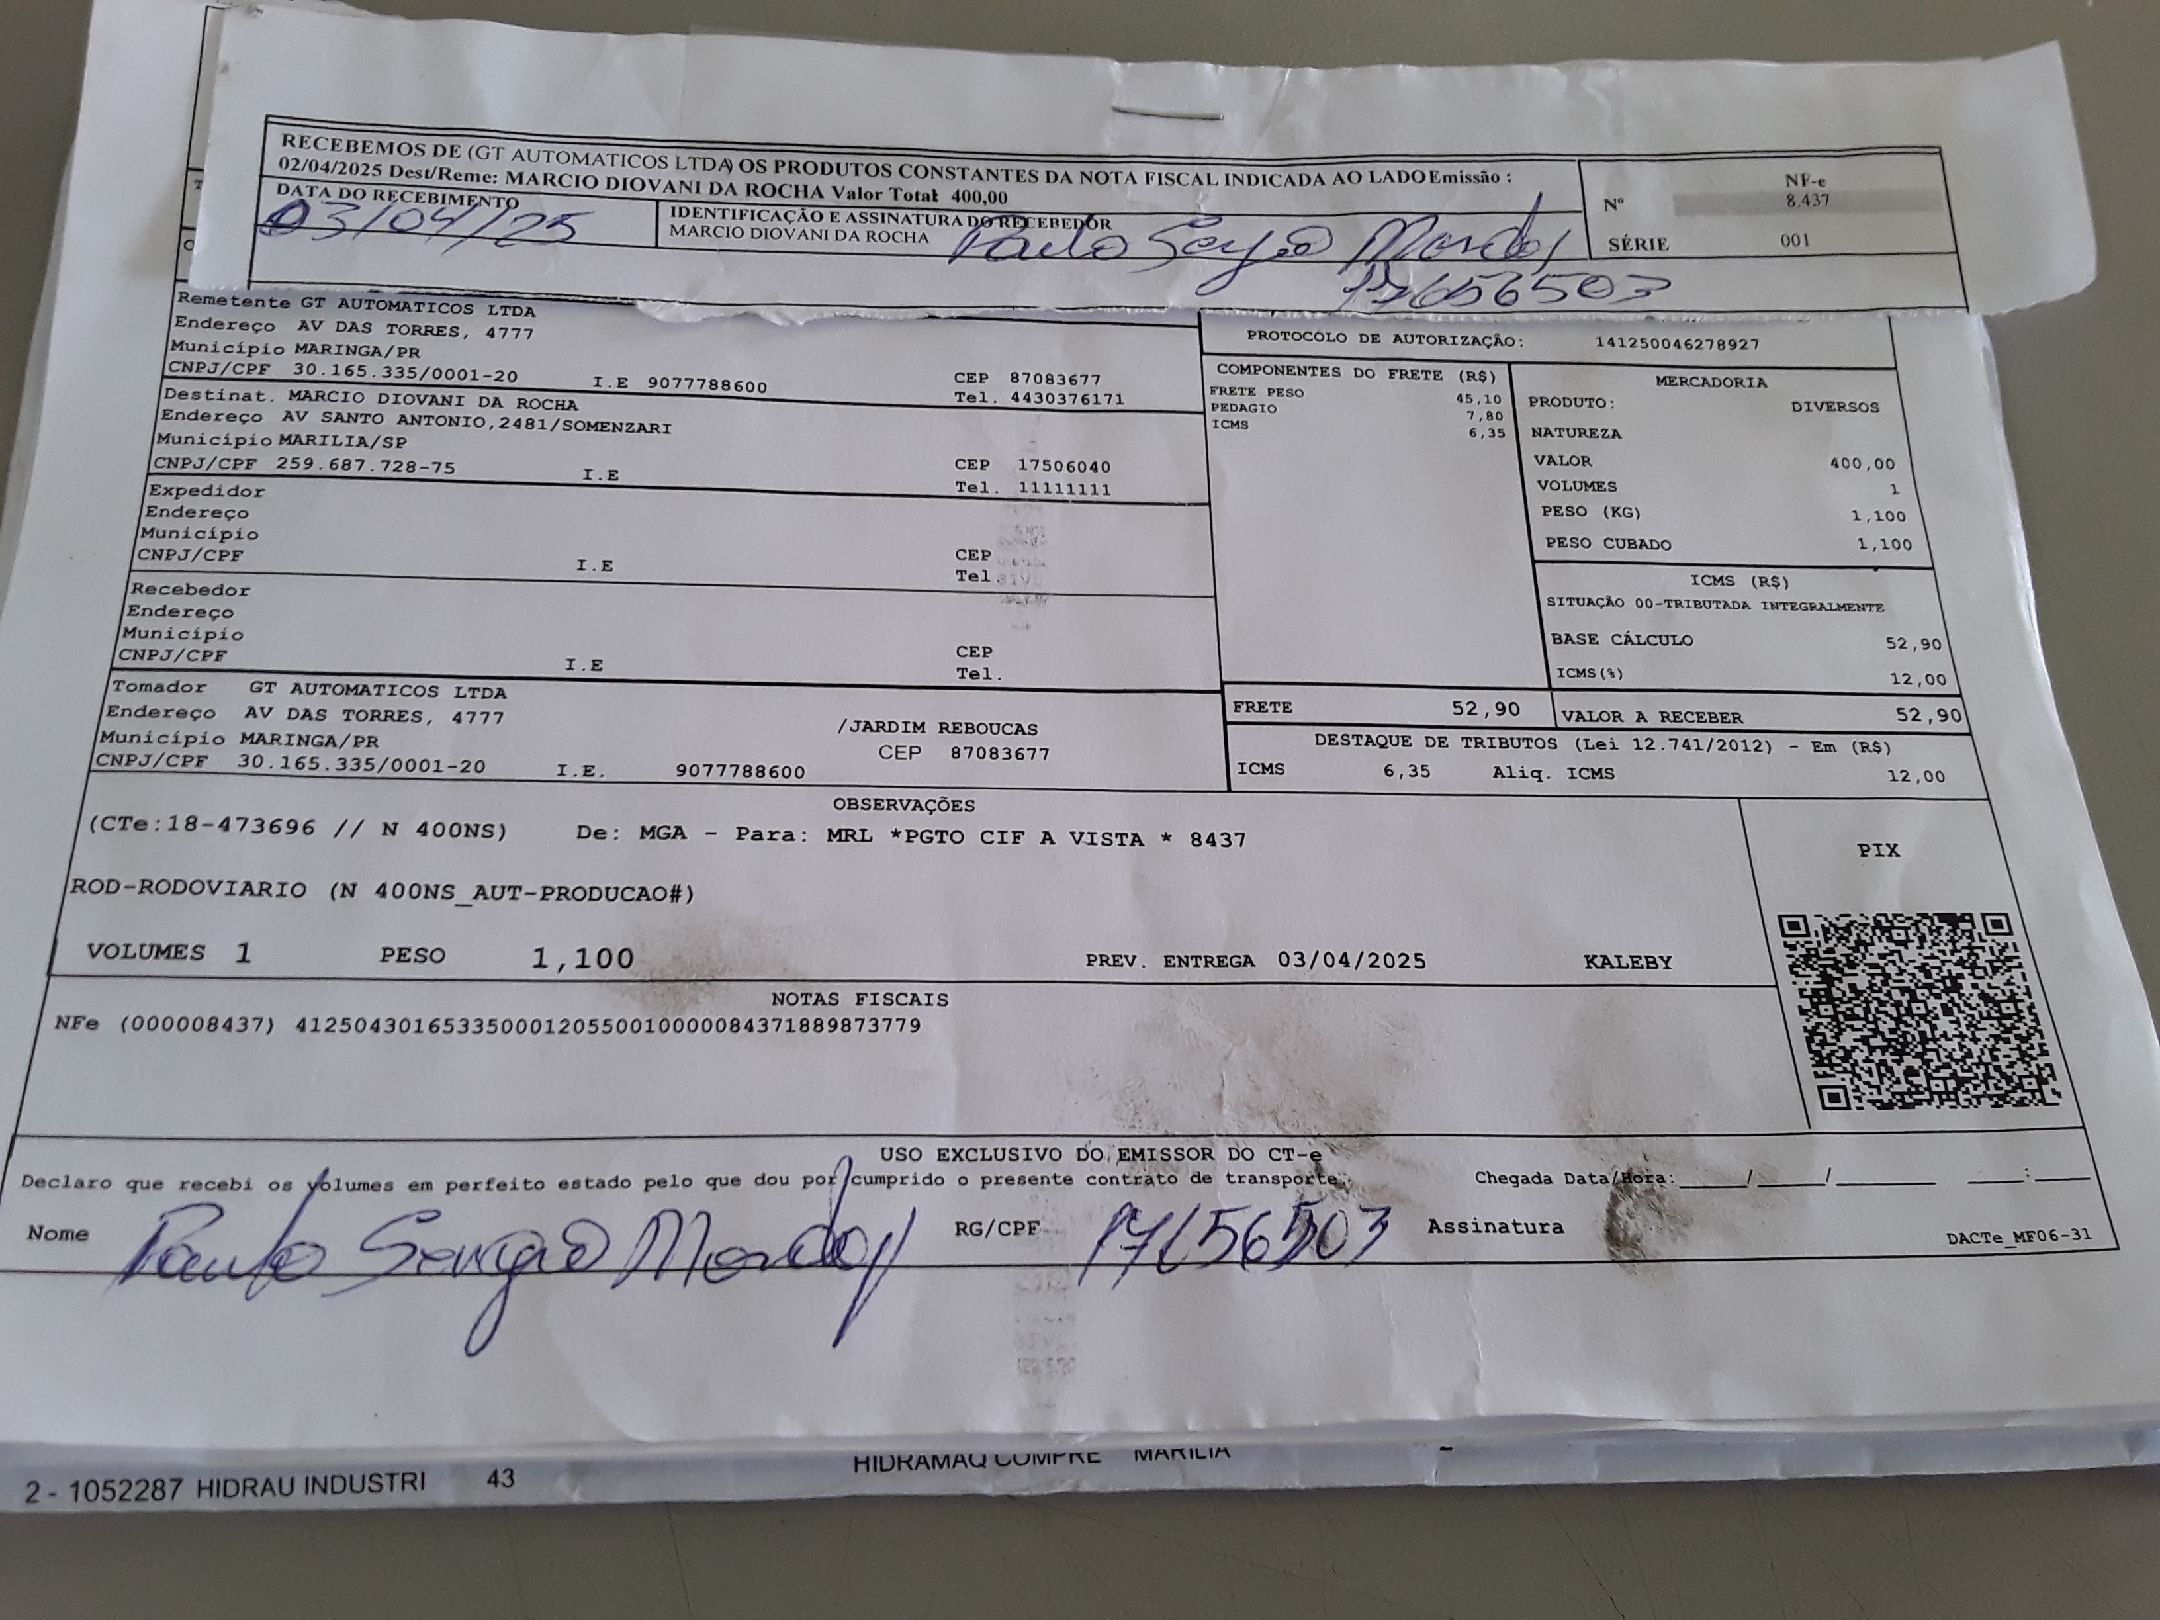 RECEBEMOS DE (GT AUTOMATICOS LTDA) OS PRODUTOS CONSTANTES DA NOTA FISCAL INDICADA AO LADO Emissão :
02/04/2025 Dest/Reme: MARCIO DIOVANI DA ROCHA Valor Total: 400,00
DATA DO RECEBIMENTO
03/04/25
IDENTIFICAÇÃO E ASSINATURA DO RECEBEDOR
MARCIO DIOVANI DA ROCHA
Paulo Sergio
17656503
NF-e
Nº 8.437
SÉRIE 001
Remetente GT AUTOMATICOS LTDA
Endereço AV DAS TORRES, 4777
Município MARINGA/PR
CNPJ/CPF 30.165.335/0001-20 I.E 9077788600
CEP 87083677
Tel. 4430376171
Destinat. MARCIO DIOVANI DA ROCHA
Endereço AV SANTO ANTONIO,2481/SOMENZARI
Município MARILIA/SP
CNPJ/CPF 259.687.728-75 I.E
CEP 17506040
Tel. 11111111
Expedidor
Endereço
Município
CNPJ/CPF I.E
CEP
Tel.
Recebedor
Endereço
Município
CNPJ/CPF I.E
CEP
Tel.
Tomador GT AUTOMATICOS LTDA
Endereço AV DAS TORRES, 4777 /JARDIM REBOUCAS
Município MARINGA/PR CEP 87083677
CNPJ/CPF 30.165.335/0001-20 I.E. 9077788600
PROTOCOLO DE AUTORIZAÇÃO: 141250046278927
COMPONENTES DO FRETE (R$)
FRETE PESO 45,10
PEDAGIO 7,80
ICMS 6,35
MERCADORIA
PRODUTO: DIVERSOS
NATUREZA
VALOR 400,00
VOLUMES 1
PESO (KG) 1,100
PESO CUBADO 1,100
ICMS (R$)
SITUAÇÃO 00-TRIBUTADA INTEGRALMENTE
BASE CÁLCULO 52,90
ICMS(%) 12,00
FRETE 52,90
VALOR A RECEBER 52,90
DESTAQUE DE TRIBUTOS (Lei 12.741/2012) - Em (R$)
ICMS 6,35 Aliq. ICMS 12,00
OBSERVAÇÕES
(CTe:18-473696 // N 400NS) De: MGA - Para: MRL *PGTO CIF A VISTA * 8437
ROD-RODOVIARIO (N 400NS_AUT-PRODUCAO#)
VOLUMES 1 PESO 1,100 PREV. ENTREGA 03/04/2025 KALEBY
PIX
NOTAS FISCAIS
NFe (000008437) 41250430165335000120550010000084371889873779
USO EXCLUSIVO DO EMISSOR DO CT-e
Declaro que recebi os volumes em perfeito estado pelo que dou por cumprido o presente contrato de transporte.
Chegada Data/Hora:_____/_____/_______ ____:____
Nome Paulo Sergio RG/CPF 17656503 Assinatura
DACTe_MF06-31
2 - 1052287 HIDRAU INDUSTRI 43 HIDRAMAQ COMPRE MARILIA